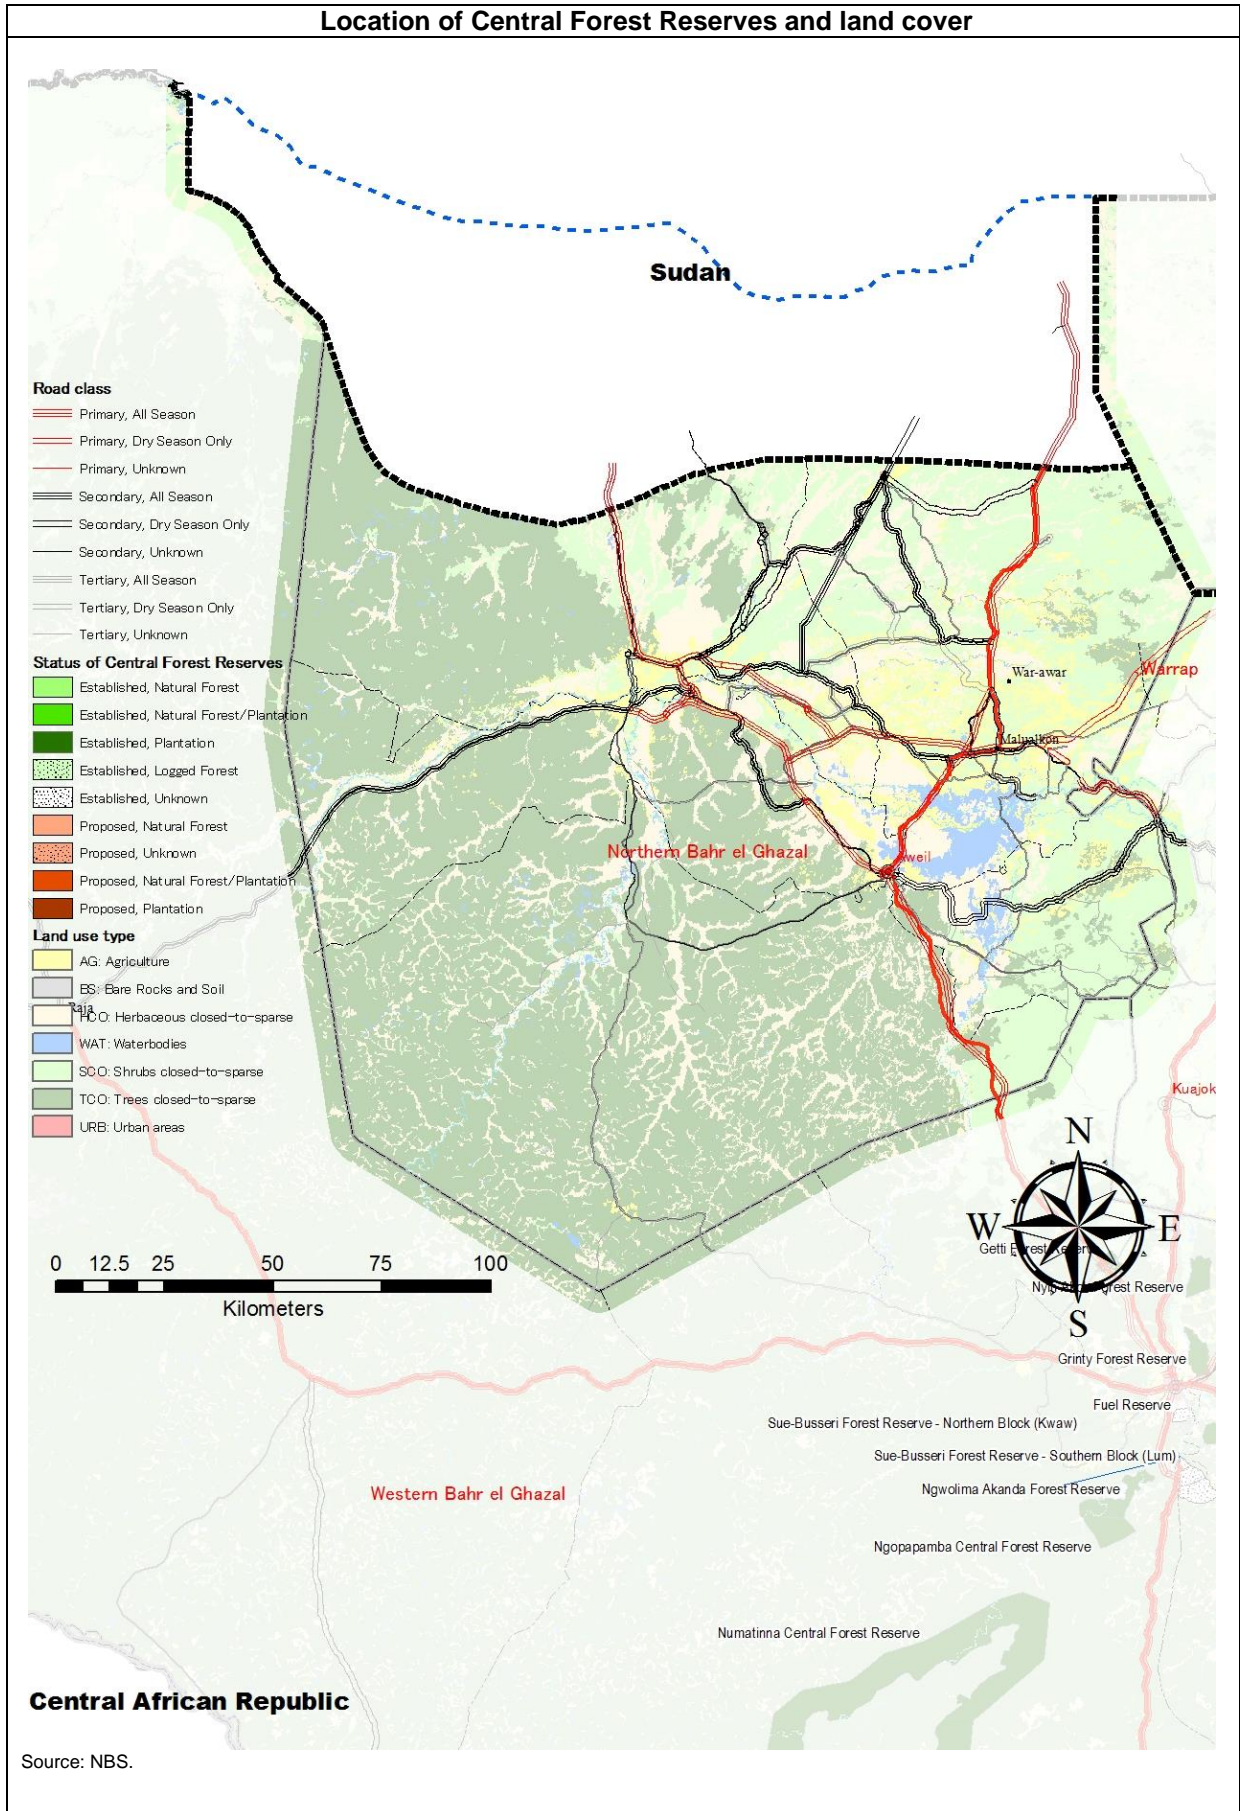 Location of Central Forest Reserves and land cover
Sudan
Road class
Primary, All Season
Primary, Dry Season Only
Primary, Unknown
Secondary, All Season
Secondary, Dry Season Only
Secondary, Unknown
Tertiary, All Season
Tertiary, Dry Season Only
Tertiary, Unknown
Status of Central Forest Reserves
Established, Natural Forest
Established, Natural Forest/Plantation
Established, Plantation
Established, Logged Forest
Established, Unknown
Proposed, Natural Forest
Proposed, Unknown
Proposed, Natural Forest/Plantation
Proposed, Plantation
Land use type
AG: Agriculture
BS: Bare Rocks and Soil
HCO: Herbaceous closed-to-sparse
WAT: Waterbodies
SCO: Shrubs closed-to-sparse
TCO: Trees closed-to-sparse
URB: Urban areas
Raja
War-awar
Warrap
Malualkon
Northern Bahr el Ghazal
Aweil
Kuajok
N
W E
S
0 12.5 25 50 75 100
Kilometers
Getti Forest Reserve
Forest Reserve
Grinty Forest Reserve
Fuel Reserve
Sue-Busseri Forest Reserve - Northern Block (Kwaw)
Sue-Busseri Forest Reserve - Southern Block (Lum)
Ngwolima Akanda Forest Reserve
Western Bahr el Ghazal
Ngopapamba Central Forest Reserve
Numatinna Central Forest Reserve
Central African Republic
Source: NBS.